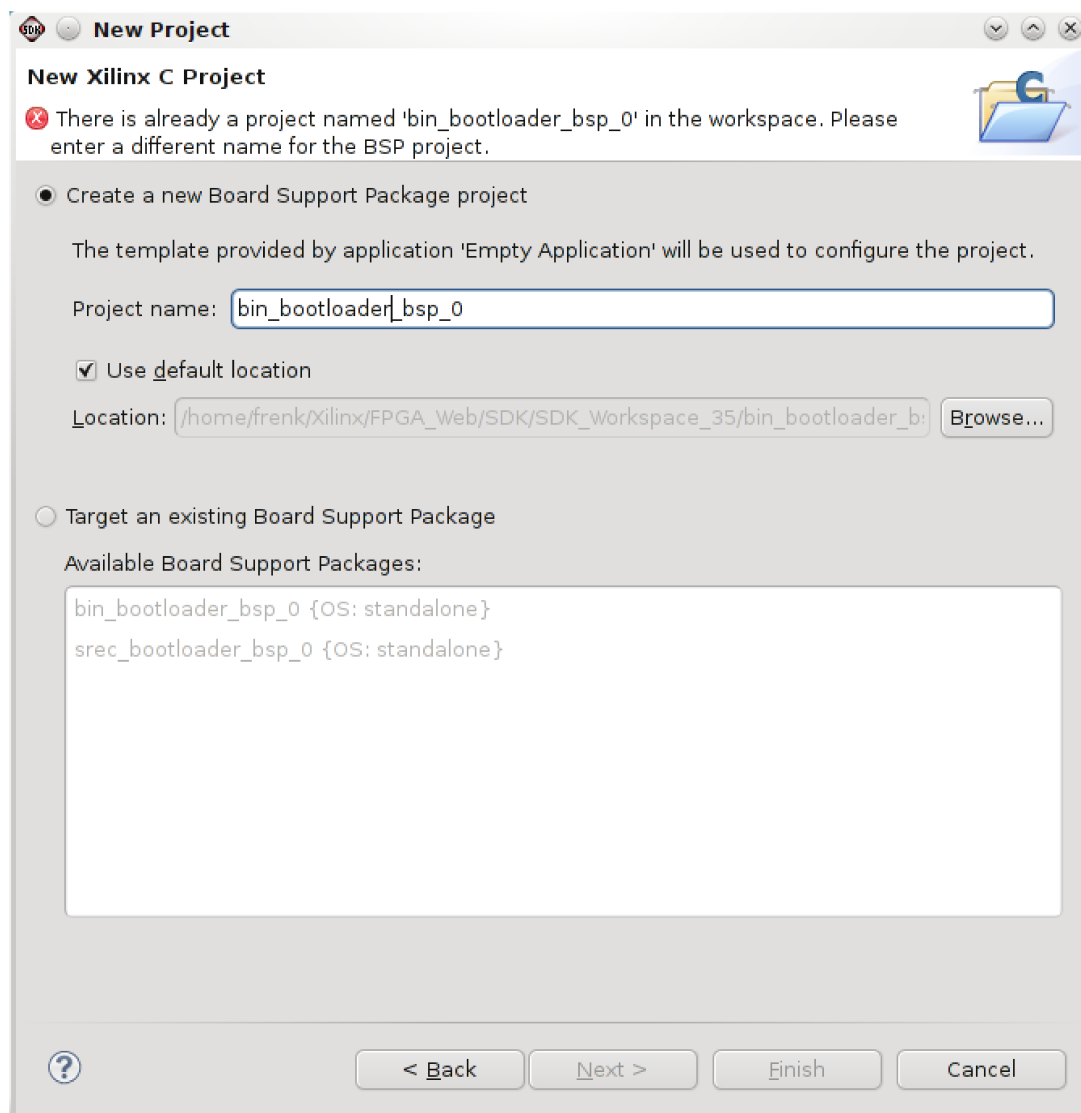 SDK New Project
New Xilinx C Project
There is already a project named 'bin_bootloader_bsp_0' in the workspace. Please
enter a different name for the BSP project.
C
Create a new Board Support Package project
The template provided by application 'Empty Application' will be used to configure the project.
Project name: bin_bootloader_bsp_0
Use default location
Location: /home/frenk/Xilinx/FPGA_Web/SDK/SDK_Workspace_35/bin_bootloader_b Browse...
Target an existing Board Support Package
Available Board Support Packages:
bin_bootloader_bsp_0 {OS: standalone}
srec_bootloader_bsp_0 {OS: standalone}
? < Back Next > Finish Cancel